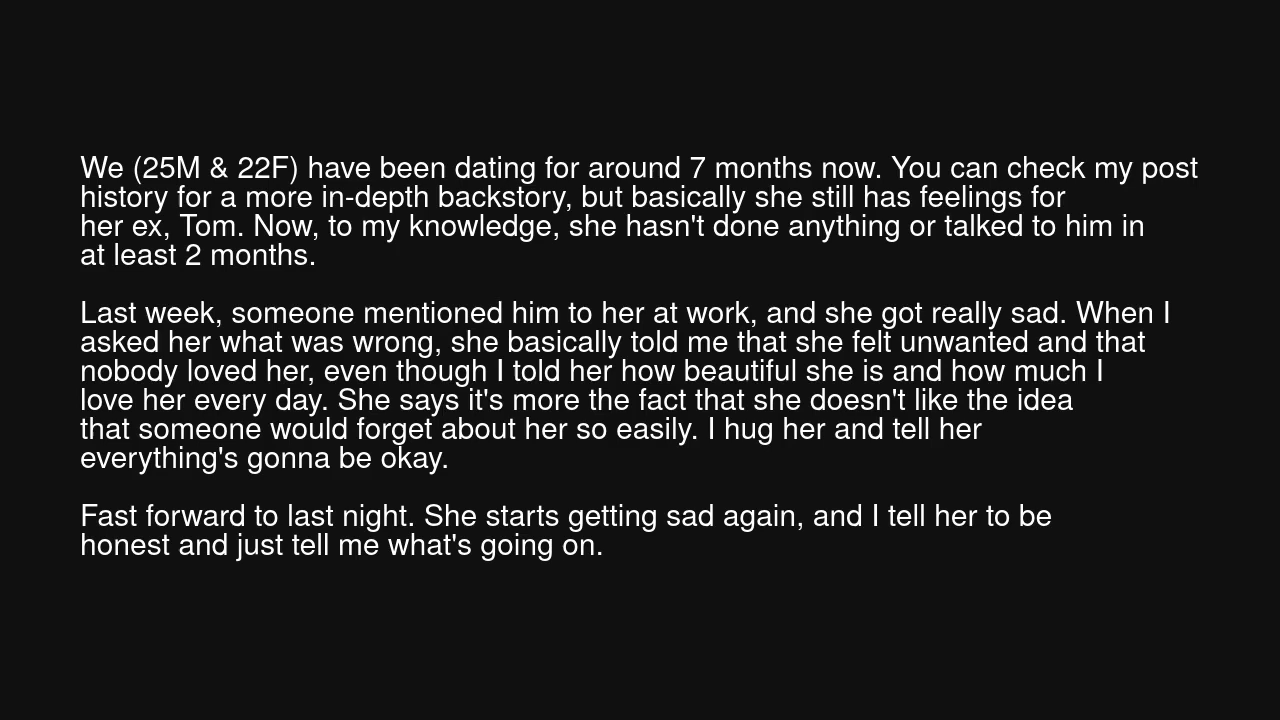 We (25M & 22F) have been dating for around 7 months now. You can check my post
history for a more in-depth backstory, but basically she still has feelings for
her ex, Tom. Now, to my knowledge, she hasn't done anything or talked to him in
at least 2 months.
Last week, someone mentioned him to her at work, and she got really sad. When I
asked her what was wrong, she basically told me that she felt unwanted and that
nobody loved her, even though I told her how beautiful she is and how much I
love her every day. She says it's more the fact that she doesn't like the idea
that someone would forget about her so easily. I hug her and tell her
everything's gonna be okay.
Fast forward to last night. She starts getting sad again, and I tell her to be
honest and just tell me what's going on.